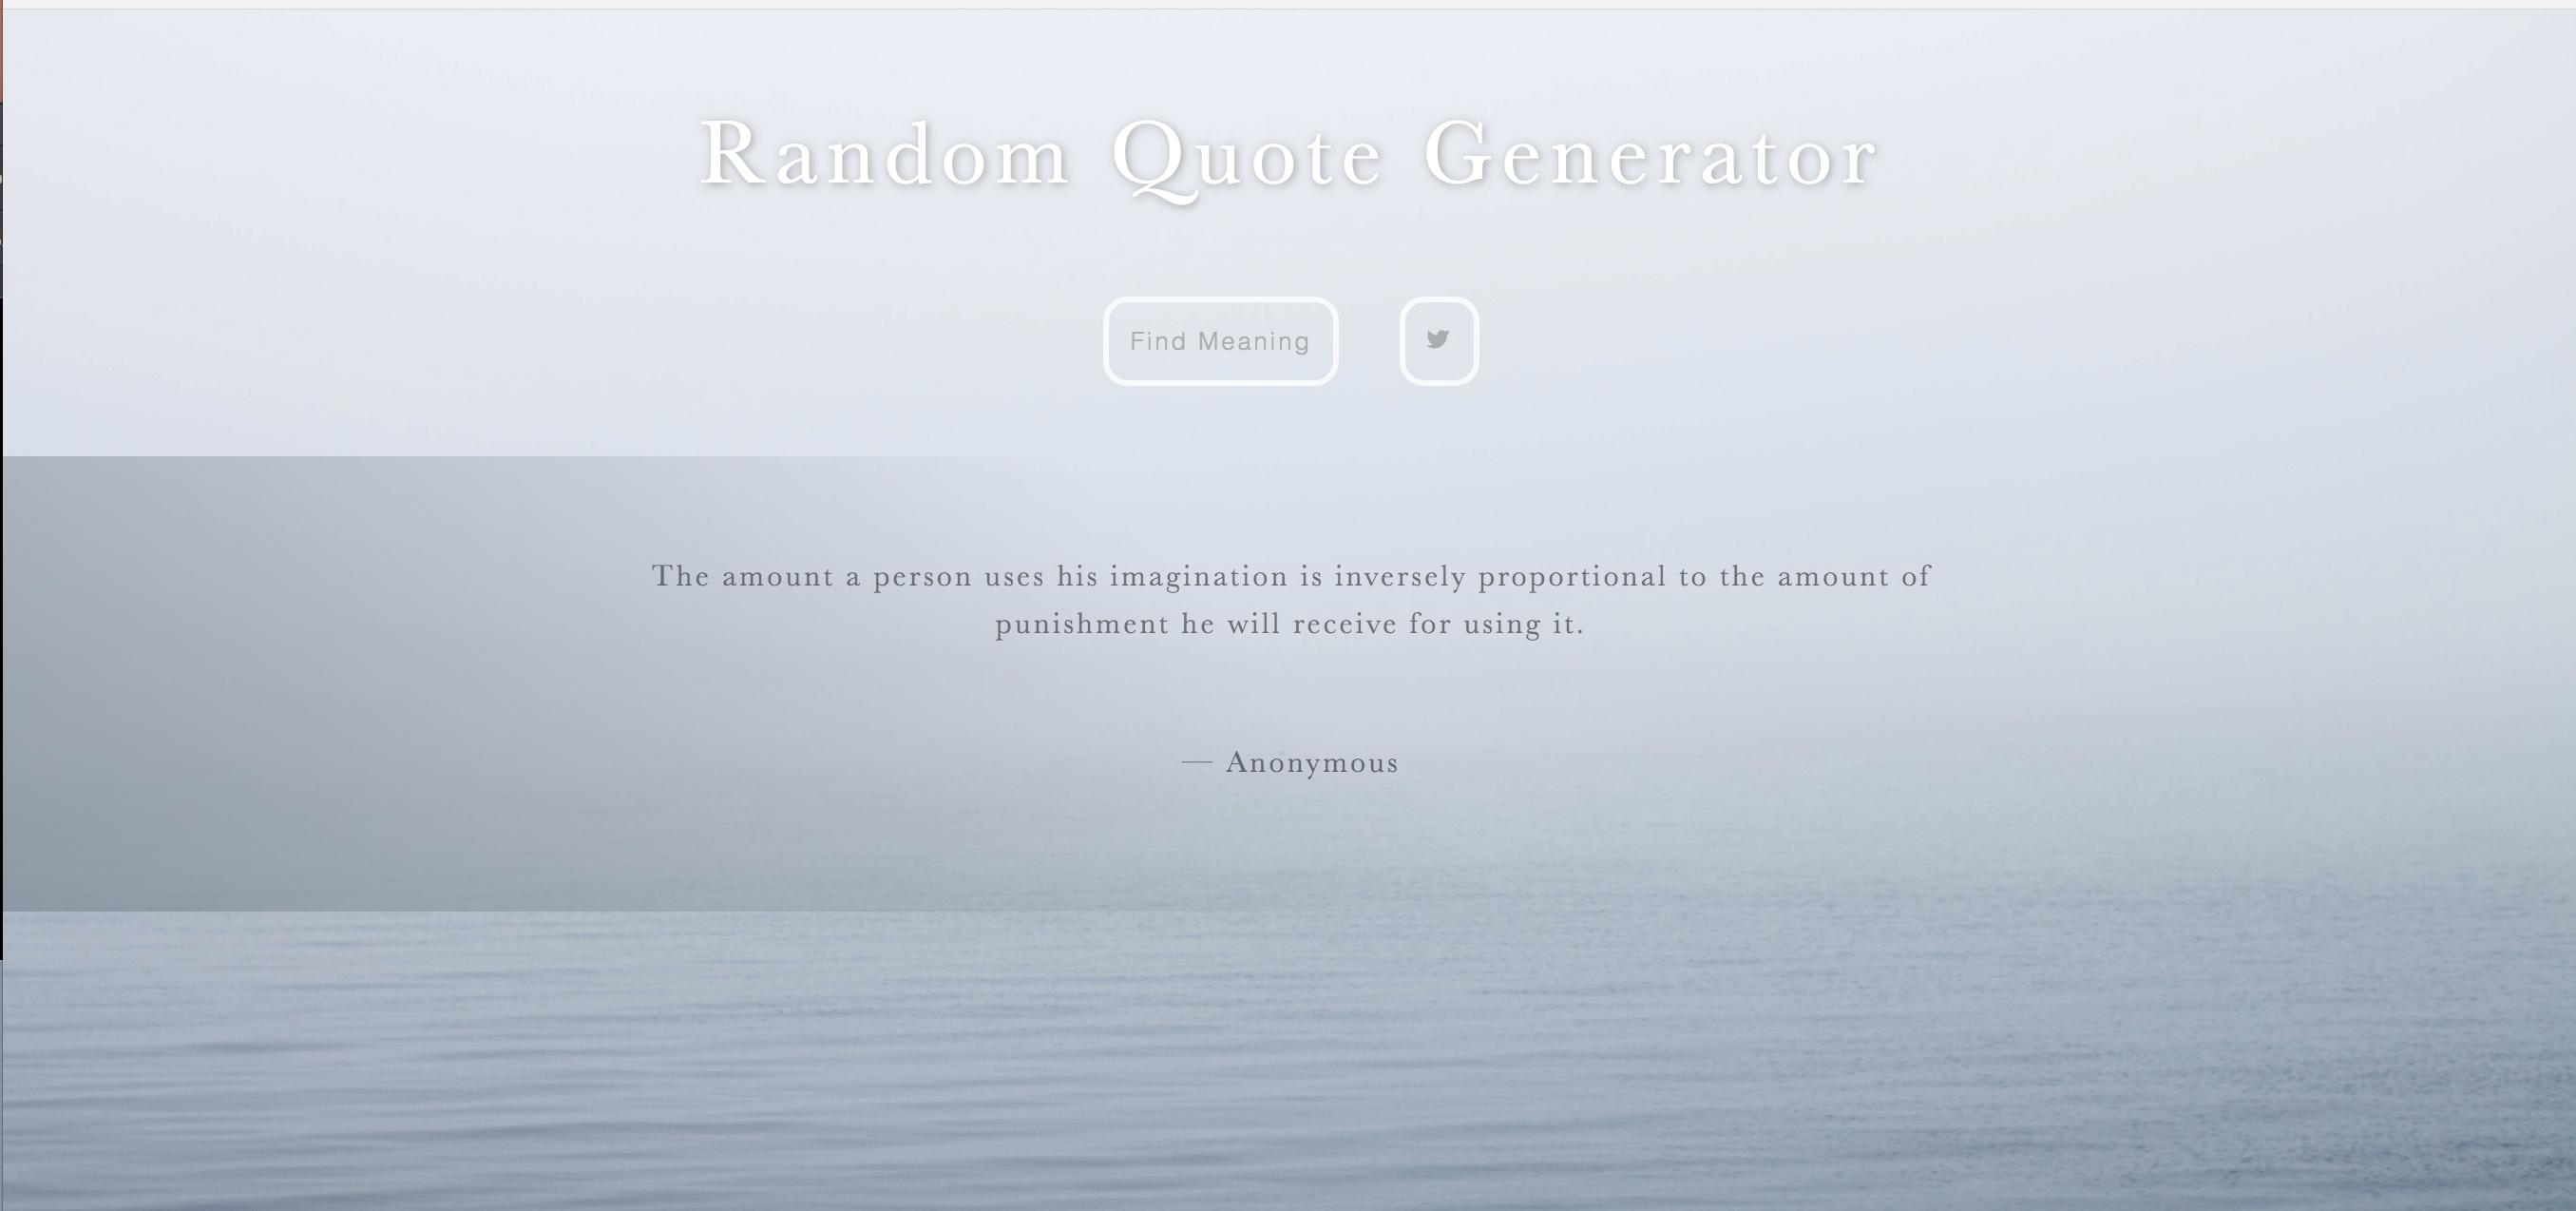 Random Quote Generator
Find Meaning
The amount a person uses his imagination is inversely proportional to the amount of
punishment he will receive for using it.
— Anonymous